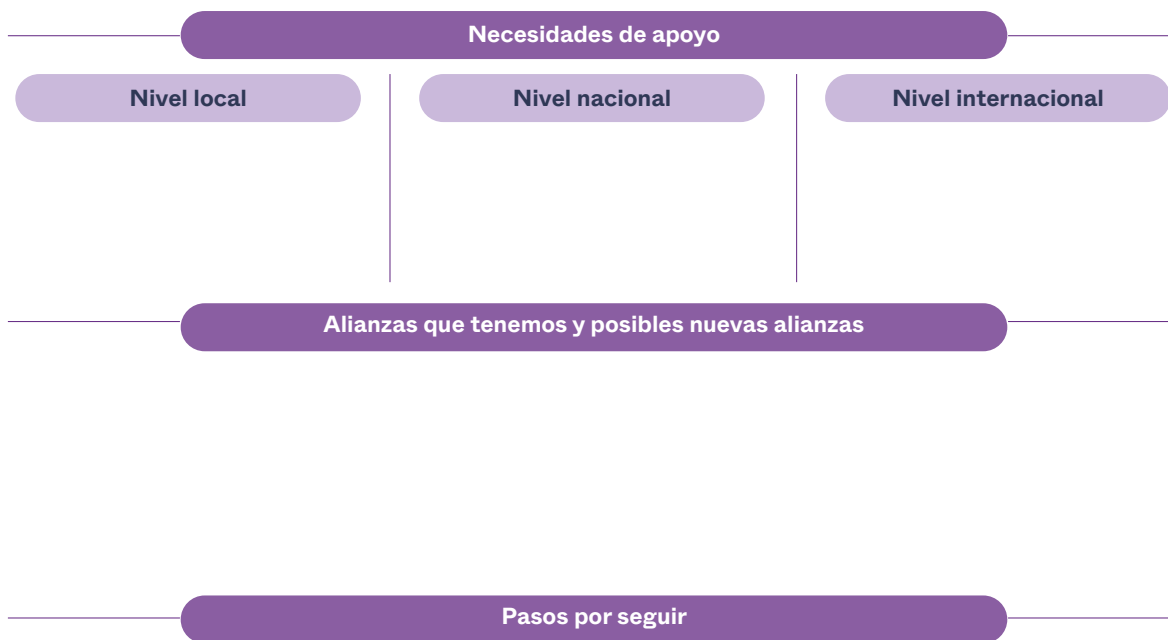 Necesidades de apoyo
Nivel local
Nivel nacional
Nivel internacional
Alianzas que tenemos y posibles nuevas alianzas
Pasos por seguir